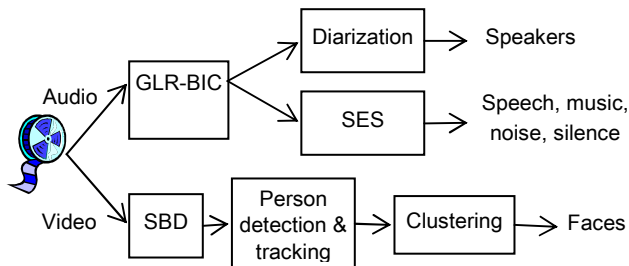 Diarization
Speakers
Audio
GLR-BIC
SES
Speech, music,
noise, silence
Video
SBD
Person
detection &
tracking
Clustering
Faces